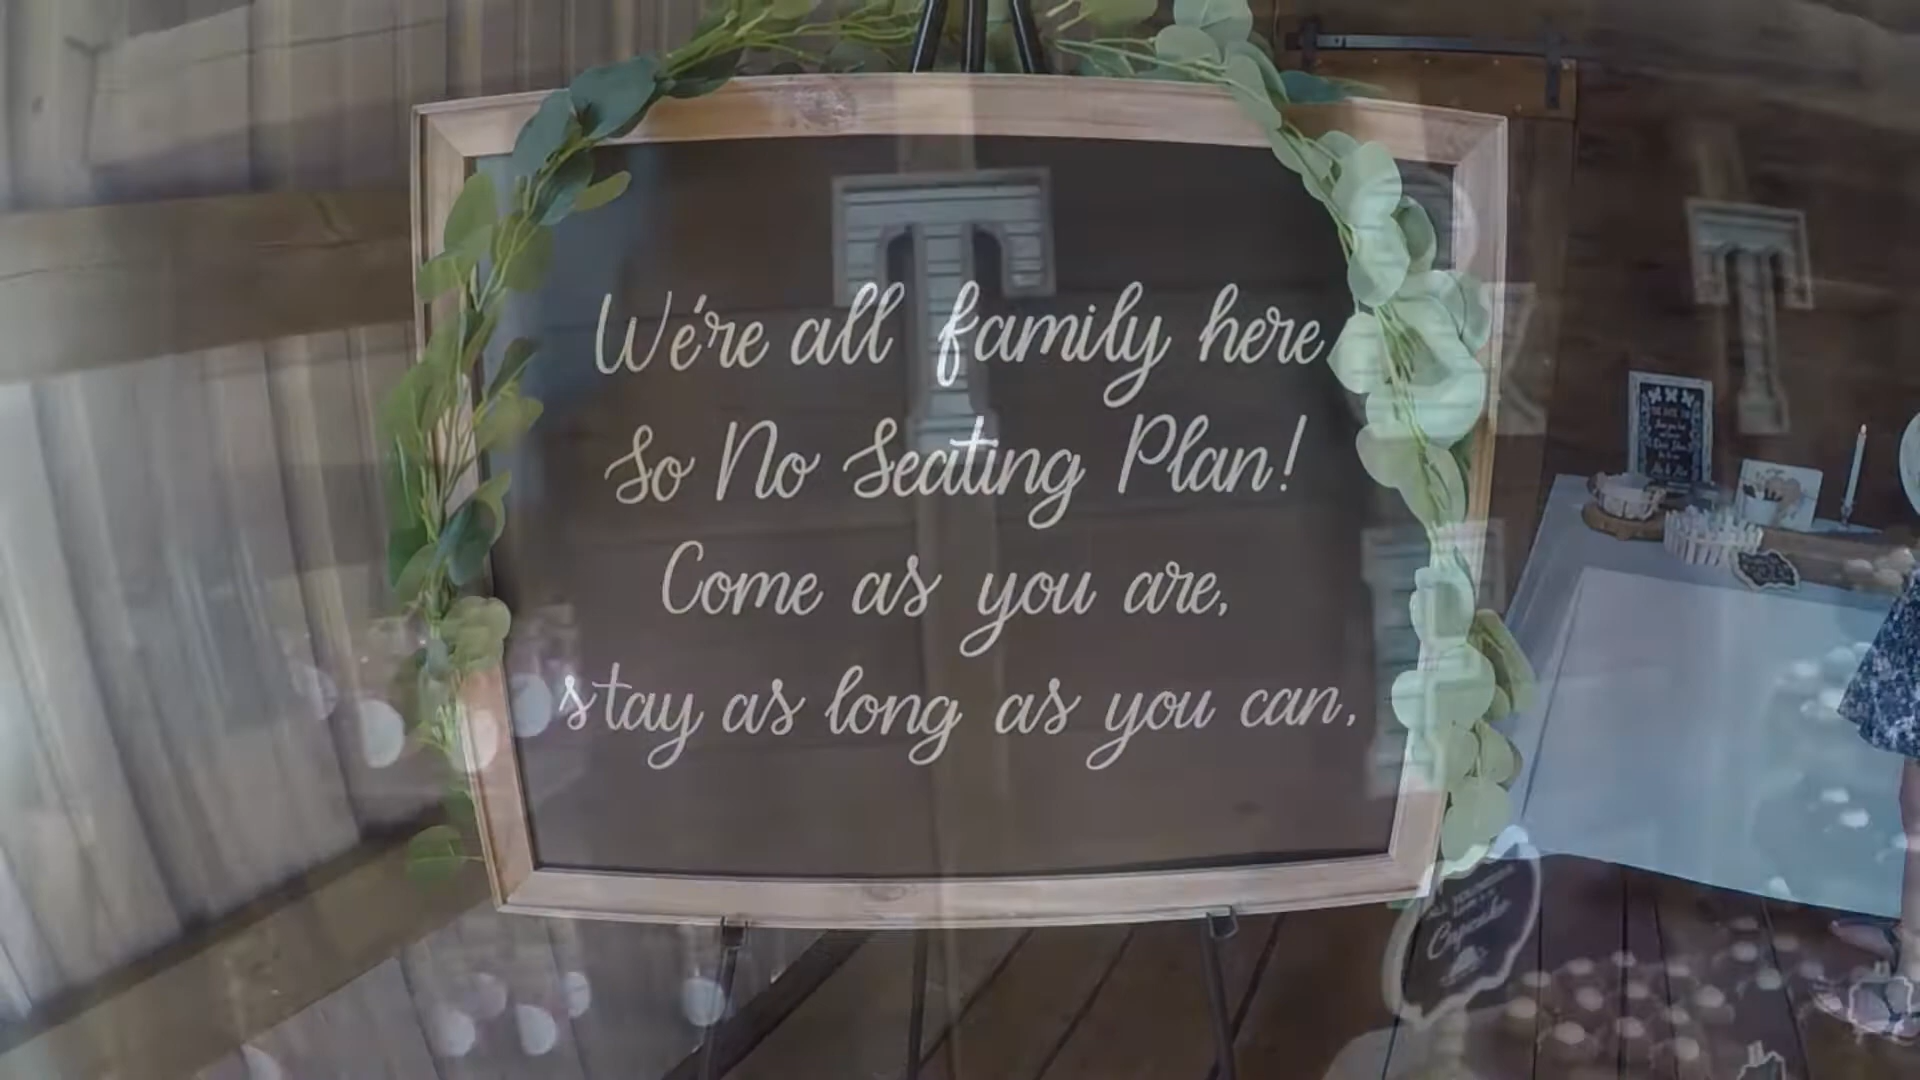 We're all family here
So No Seating Plan!
Come as you are,
stay as long as you can,
T
T
Cupcake